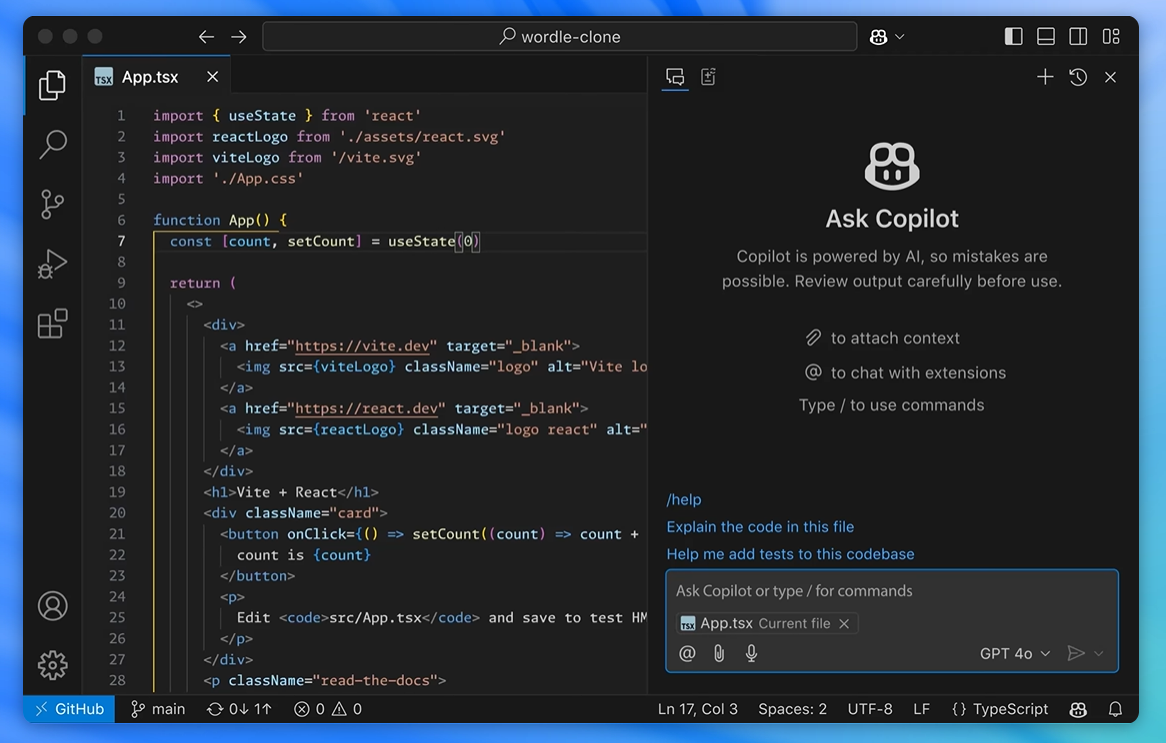 wordle-clone
TSX App.tsx
1 import { useState } from 'react'
2 import reactLogo from './assets/react.svg'
3 import viteLogo from '/vite.svg'
4 import './App.css'
5
6 function App() {
7 const [count, setCount] = useState(0)
8
9 return (
10 <>
11 <div>
12 <a href="https://vite.dev" target="_blank">
13 <img src={viteLogo} className="logo" alt="Vite lo
14 </a>
15 <a href="https://react.dev" target="_blank">
16 <img src={reactLogo} className="logo react" alt="
17 </a>
18 </div>
19 <h1>Vite + React</h1>
20 <div className="card">
21 <button onClick={() => setCount((count) => count +
22 count is {count}
23 </button>
24 <p>
25 Edit <code>src/App.tsx</code> and save to test HM
26 </p>
27 </div>
28 <p className="read-the-docs">
Ask Copilot
Copilot is powered by AI, so mistakes are
possible. Review output carefully before use.
to attach context
@ to chat with extensions
Type / to use commands
/help
Explain the code in this file
Help me add tests to this codebase
Ask Copilot or type / for commands
TSX App.tsx Current file
@ GPT 4o
GitHub main 0↓ 1↑ 0 0 Ln 17, Col 3 Spaces: 2 UTF-8 LF {} TypeScript